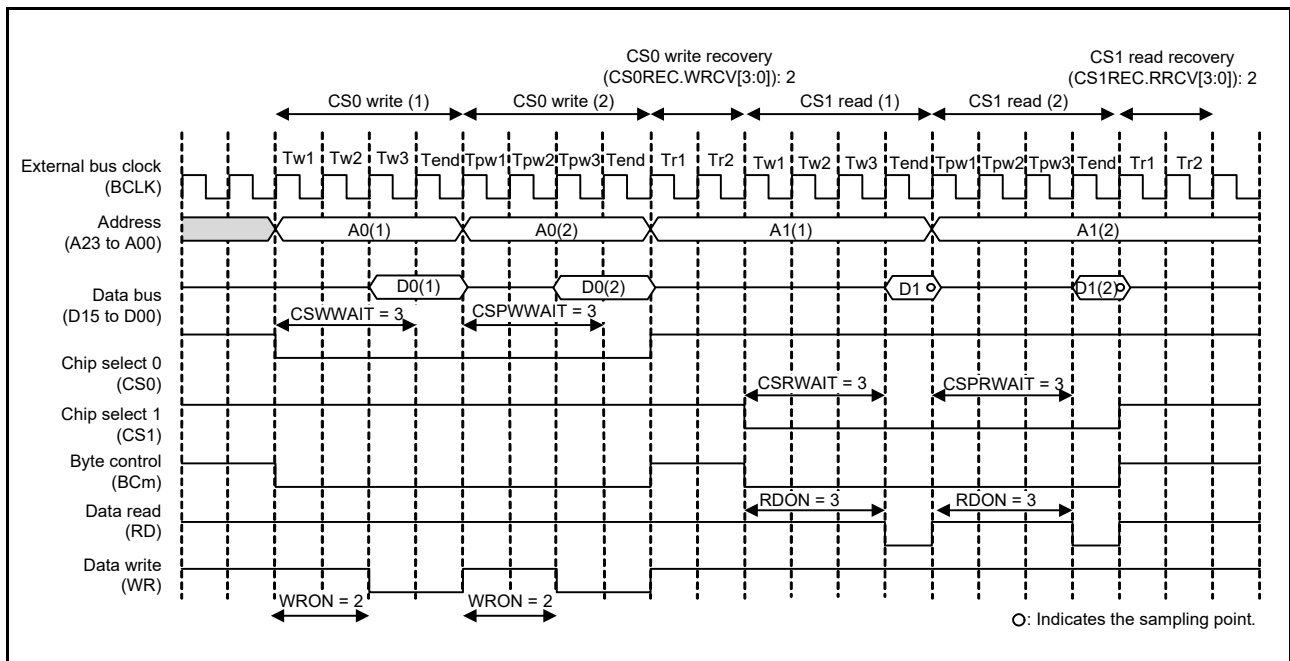 CS0 write recovery
(CS0REC.WRCV[3:0]): 2
CS1 read recovery
(CS1REC.RRCV[3:0]): 2
CS0 write (1)
CS0 write (2)
CS1 read (1)
CS1 read (2)
Tw1 Tw2 Tw3 Tend Tpw1 Tpw2 Tpw3 Tend Tr1 Tr2 Tw1 Tw2 Tw3 Tend Tpw1 Tpw2 Tpw3 Tend Tr1 Tr2
External bus clock
(BCLK)
Address
(A23 to A00)
A0(1) A0(2) A1(1) A1(2)
Data bus
(D15 to D00)
D0(1) D0(2) D1 D1(2)
CSWWAIT = 3 CSPWWAIT = 3
Chip select 0
(CS0)
CSRWAIT = 3 CSPRWAIT = 3
Chip select 1
(CS1)
Byte control
(BCm)
RDON = 3 RDON = 3
Data read
(RD)
Data write
(WR)
WRON = 2 WRON = 2
O: Indicates the sampling point.